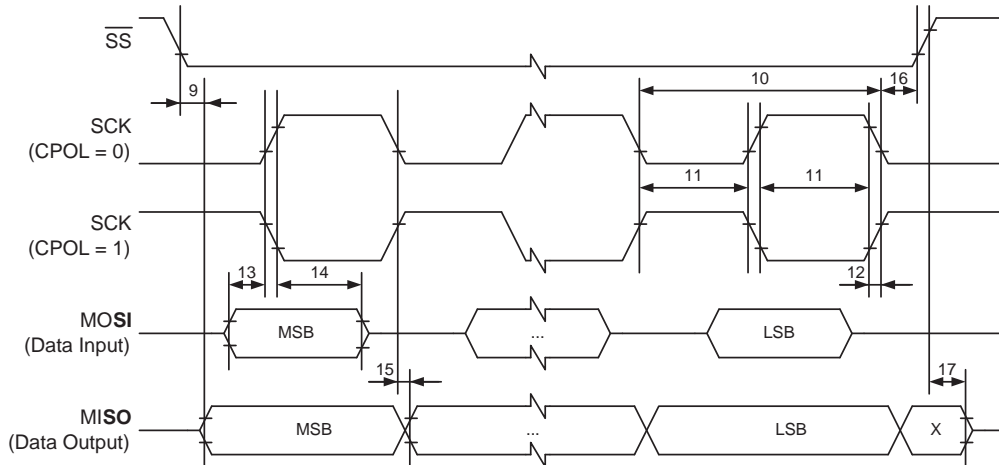 SS
9
10
16
SCK
(CPOL = 0)
11
11
SCK
(CPOL = 1)
13
14
12
MOSI
(Data Input)
MSB
...
LSB
15
17
MISO
(Data Output)
MSB
...
LSB
X